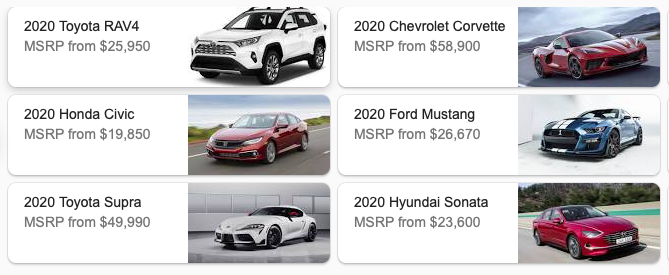 2020 Toyota RAV4
MSRP from $25,950
2020 Chevrolet Corvette
MSRP from $58,900
2020 Honda Civic
MSRP from $19,850
2020 Ford Mustang
MSRP from $26,670
2020 Toyota Supra
MSRP from $49,990
2020 Hyundai Sonata
MSRP from $23,600